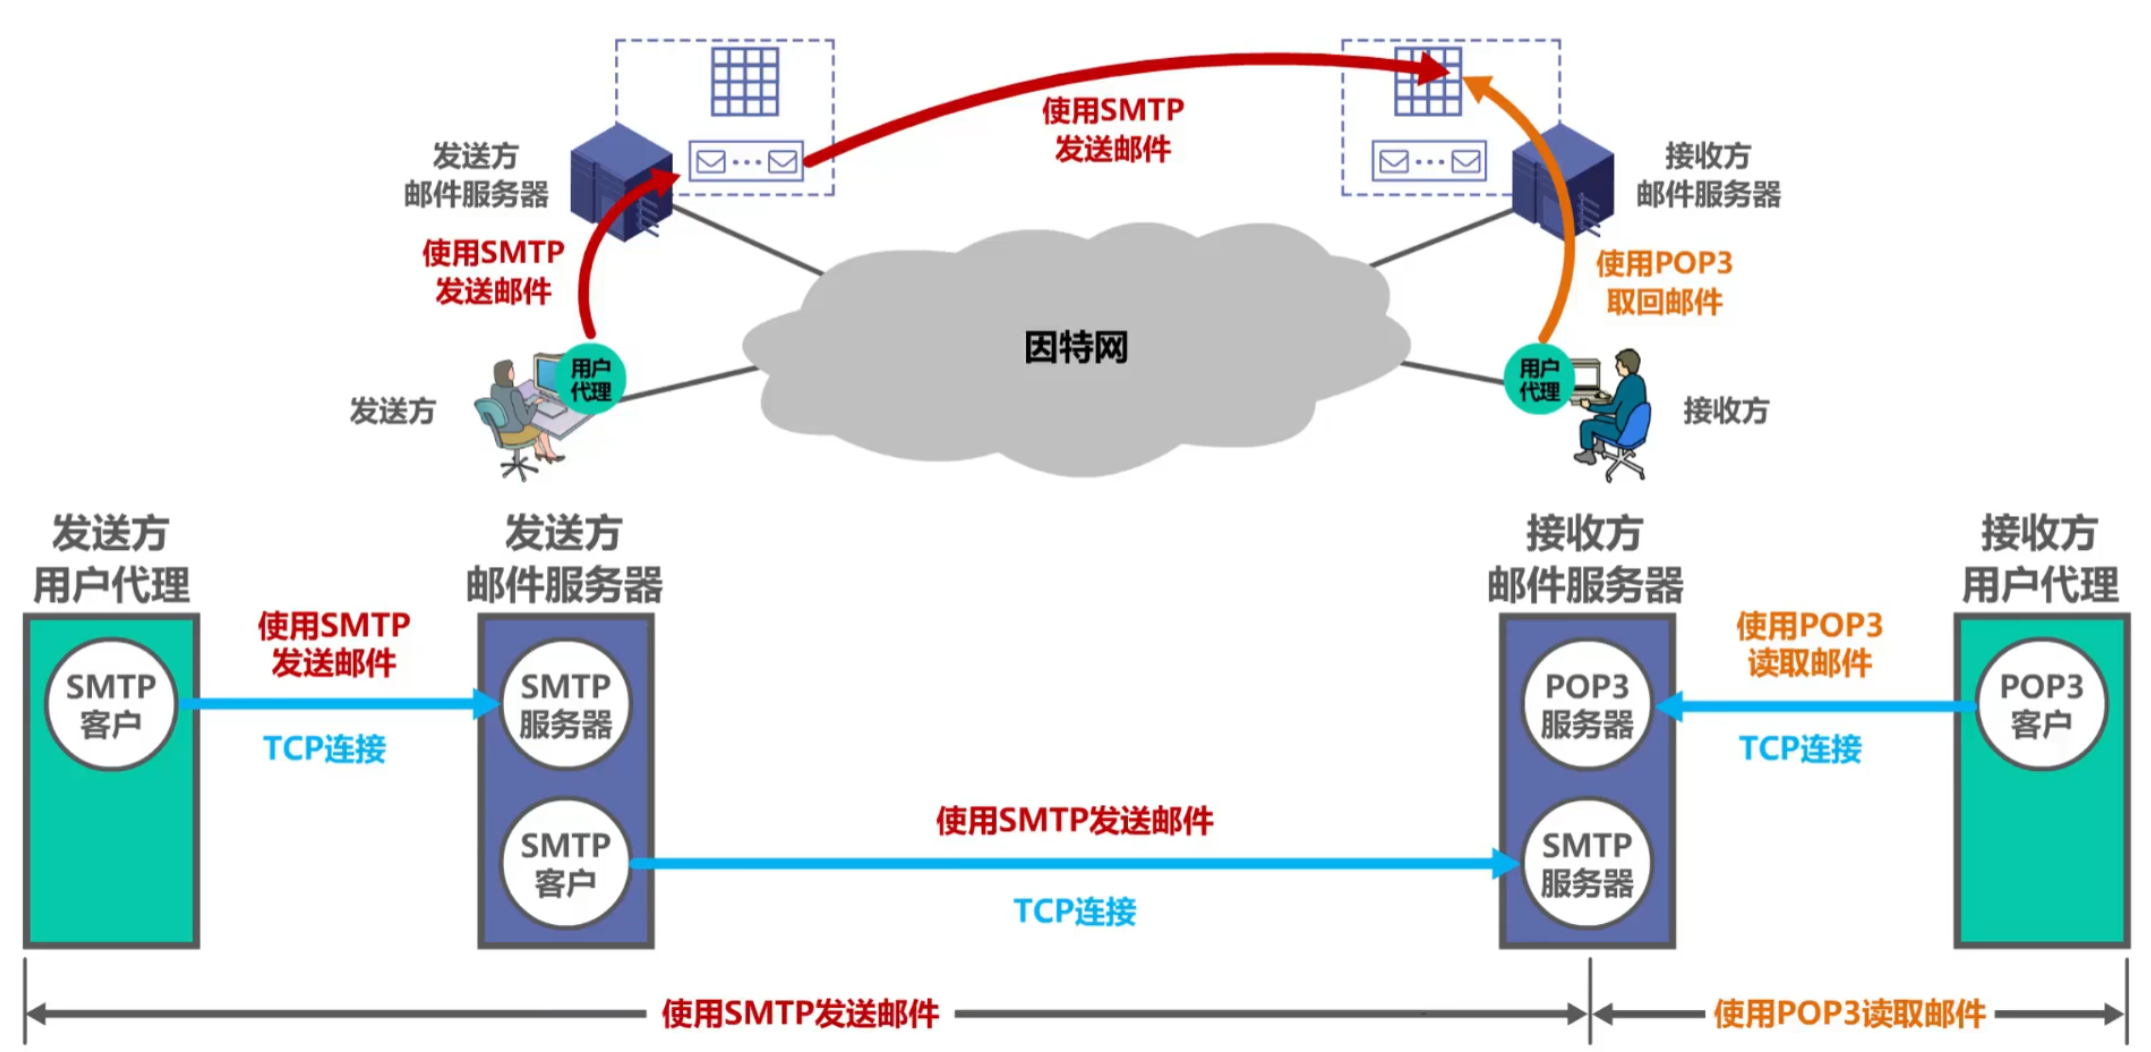 使用SMTP
发送邮件
发送方
邮件服务器
接收方
邮件服务器
使用SMTP
发送邮件
使用POP3
取回邮件
因特网
用户
代理
用户
代理
发送方
接收方
发送方
用户代理
发送方
邮件服务器
接收方
邮件服务器
接收方
用户代理
使用SMTP
发送邮件
使用POP3
读取邮件
SMTP
客户
SMTP
服务器
POP3
服务器
POP3
客户
TCP连接
TCP连接
使用SMTP发送邮件
SMTP
客户
SMTP
服务器
TCP连接
使用SMTP发送邮件
使用POP3读取邮件